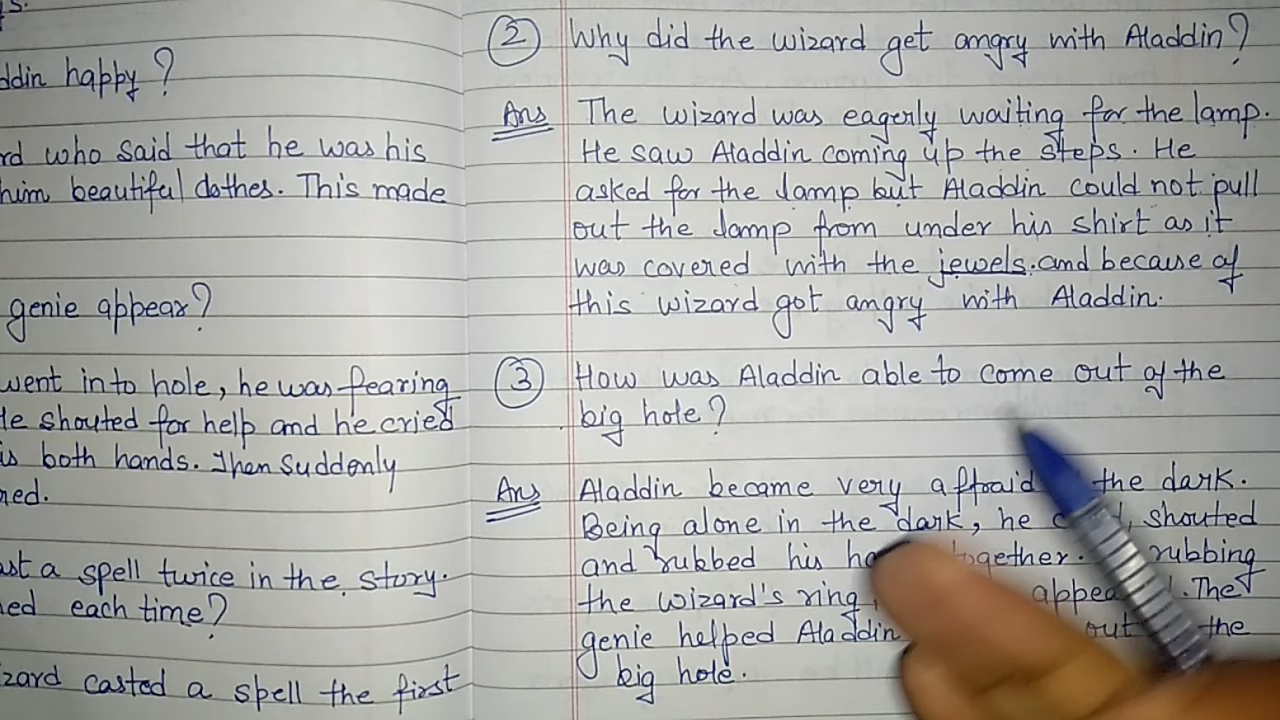 s.
ddin happy?
rd who said that he was his
him beautiful clothes. This made
genie appear?
went into hole, he was fearing
He shouted for help and he cried
is both hands. Then Suddenly
ned.
ast a spell twice in the story.
ned each time?
zard casted a spell the first
② Why did the wizard get angry with Aladdin?
Ans The wizard was eagerly waiting for the lamp.
He saw Aladdin coming up the steps. He
asked for the lamp but Aladdin could not pull
out the lamp from under his shirt as it
was covered with the jewels. and because of
this wizard got angry with Aladdin.
③ How was Aladdin able to come out of the
big hole?
Ans Aladdin became very affraid the dark.
Being alone in the dark, he shouted
and rubbed his together. rubbing
the wizard's ring appea d. The
genie helped Aladdin out the
big hole.